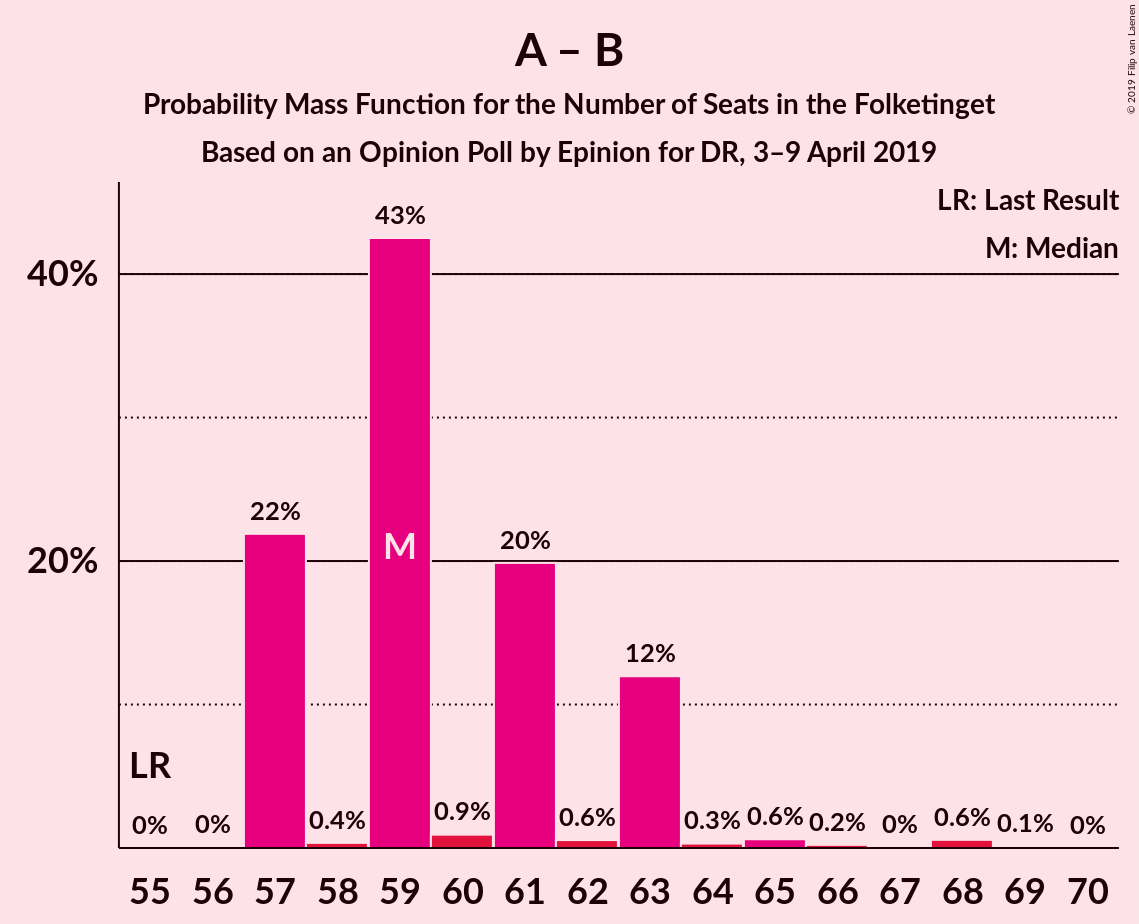 A – B
Probability Mass Function for the Number of Seats in the Folketinget
Based on an Opinion Poll by Epinion for DR, 3–9 April 2019
© 2019 Filip van Laenen
LR: Last Result
M: Median
43%
40%
22%
M
20%
20%
12%
LR
0%
0%
0.4%
0.9%
0.6%
0.3%
0.6%
0.2%
0%
0.6%
0.1%
0%
55 56 57 58 59 60 61 62 63 64 65 66 67 68 69 70